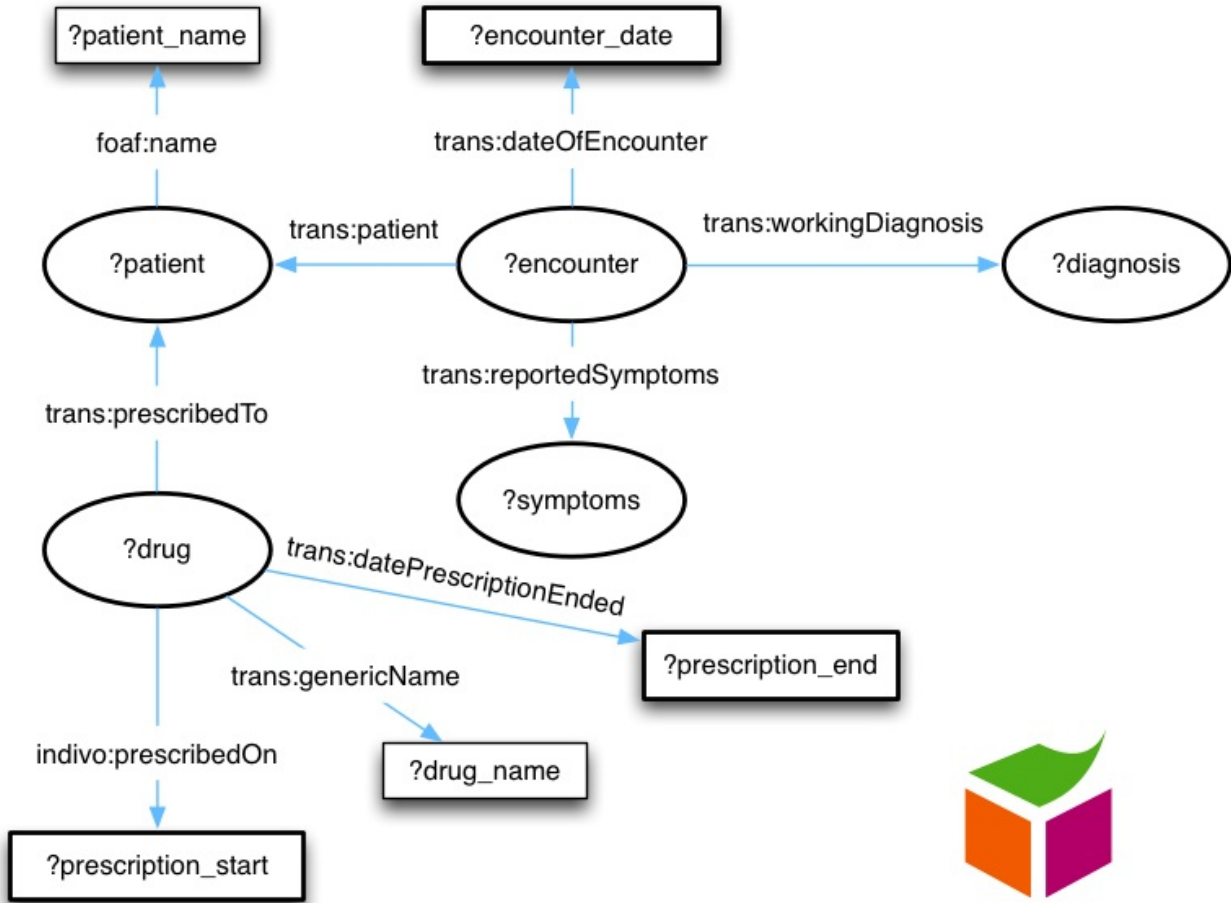 ?patient_name
?encounter_date
foaf:name
trans:dateOfEncounter
trans:patient
trans:workingDiagnosis
?patient
?encounter
?diagnosis
trans:reportedSymptoms
trans:prescribedTo
?symptoms
?drug
trans:datePrescriptionEnded
?prescription_end
trans:genericName
indivo:prescribedOn
?drug_name
?prescription_start